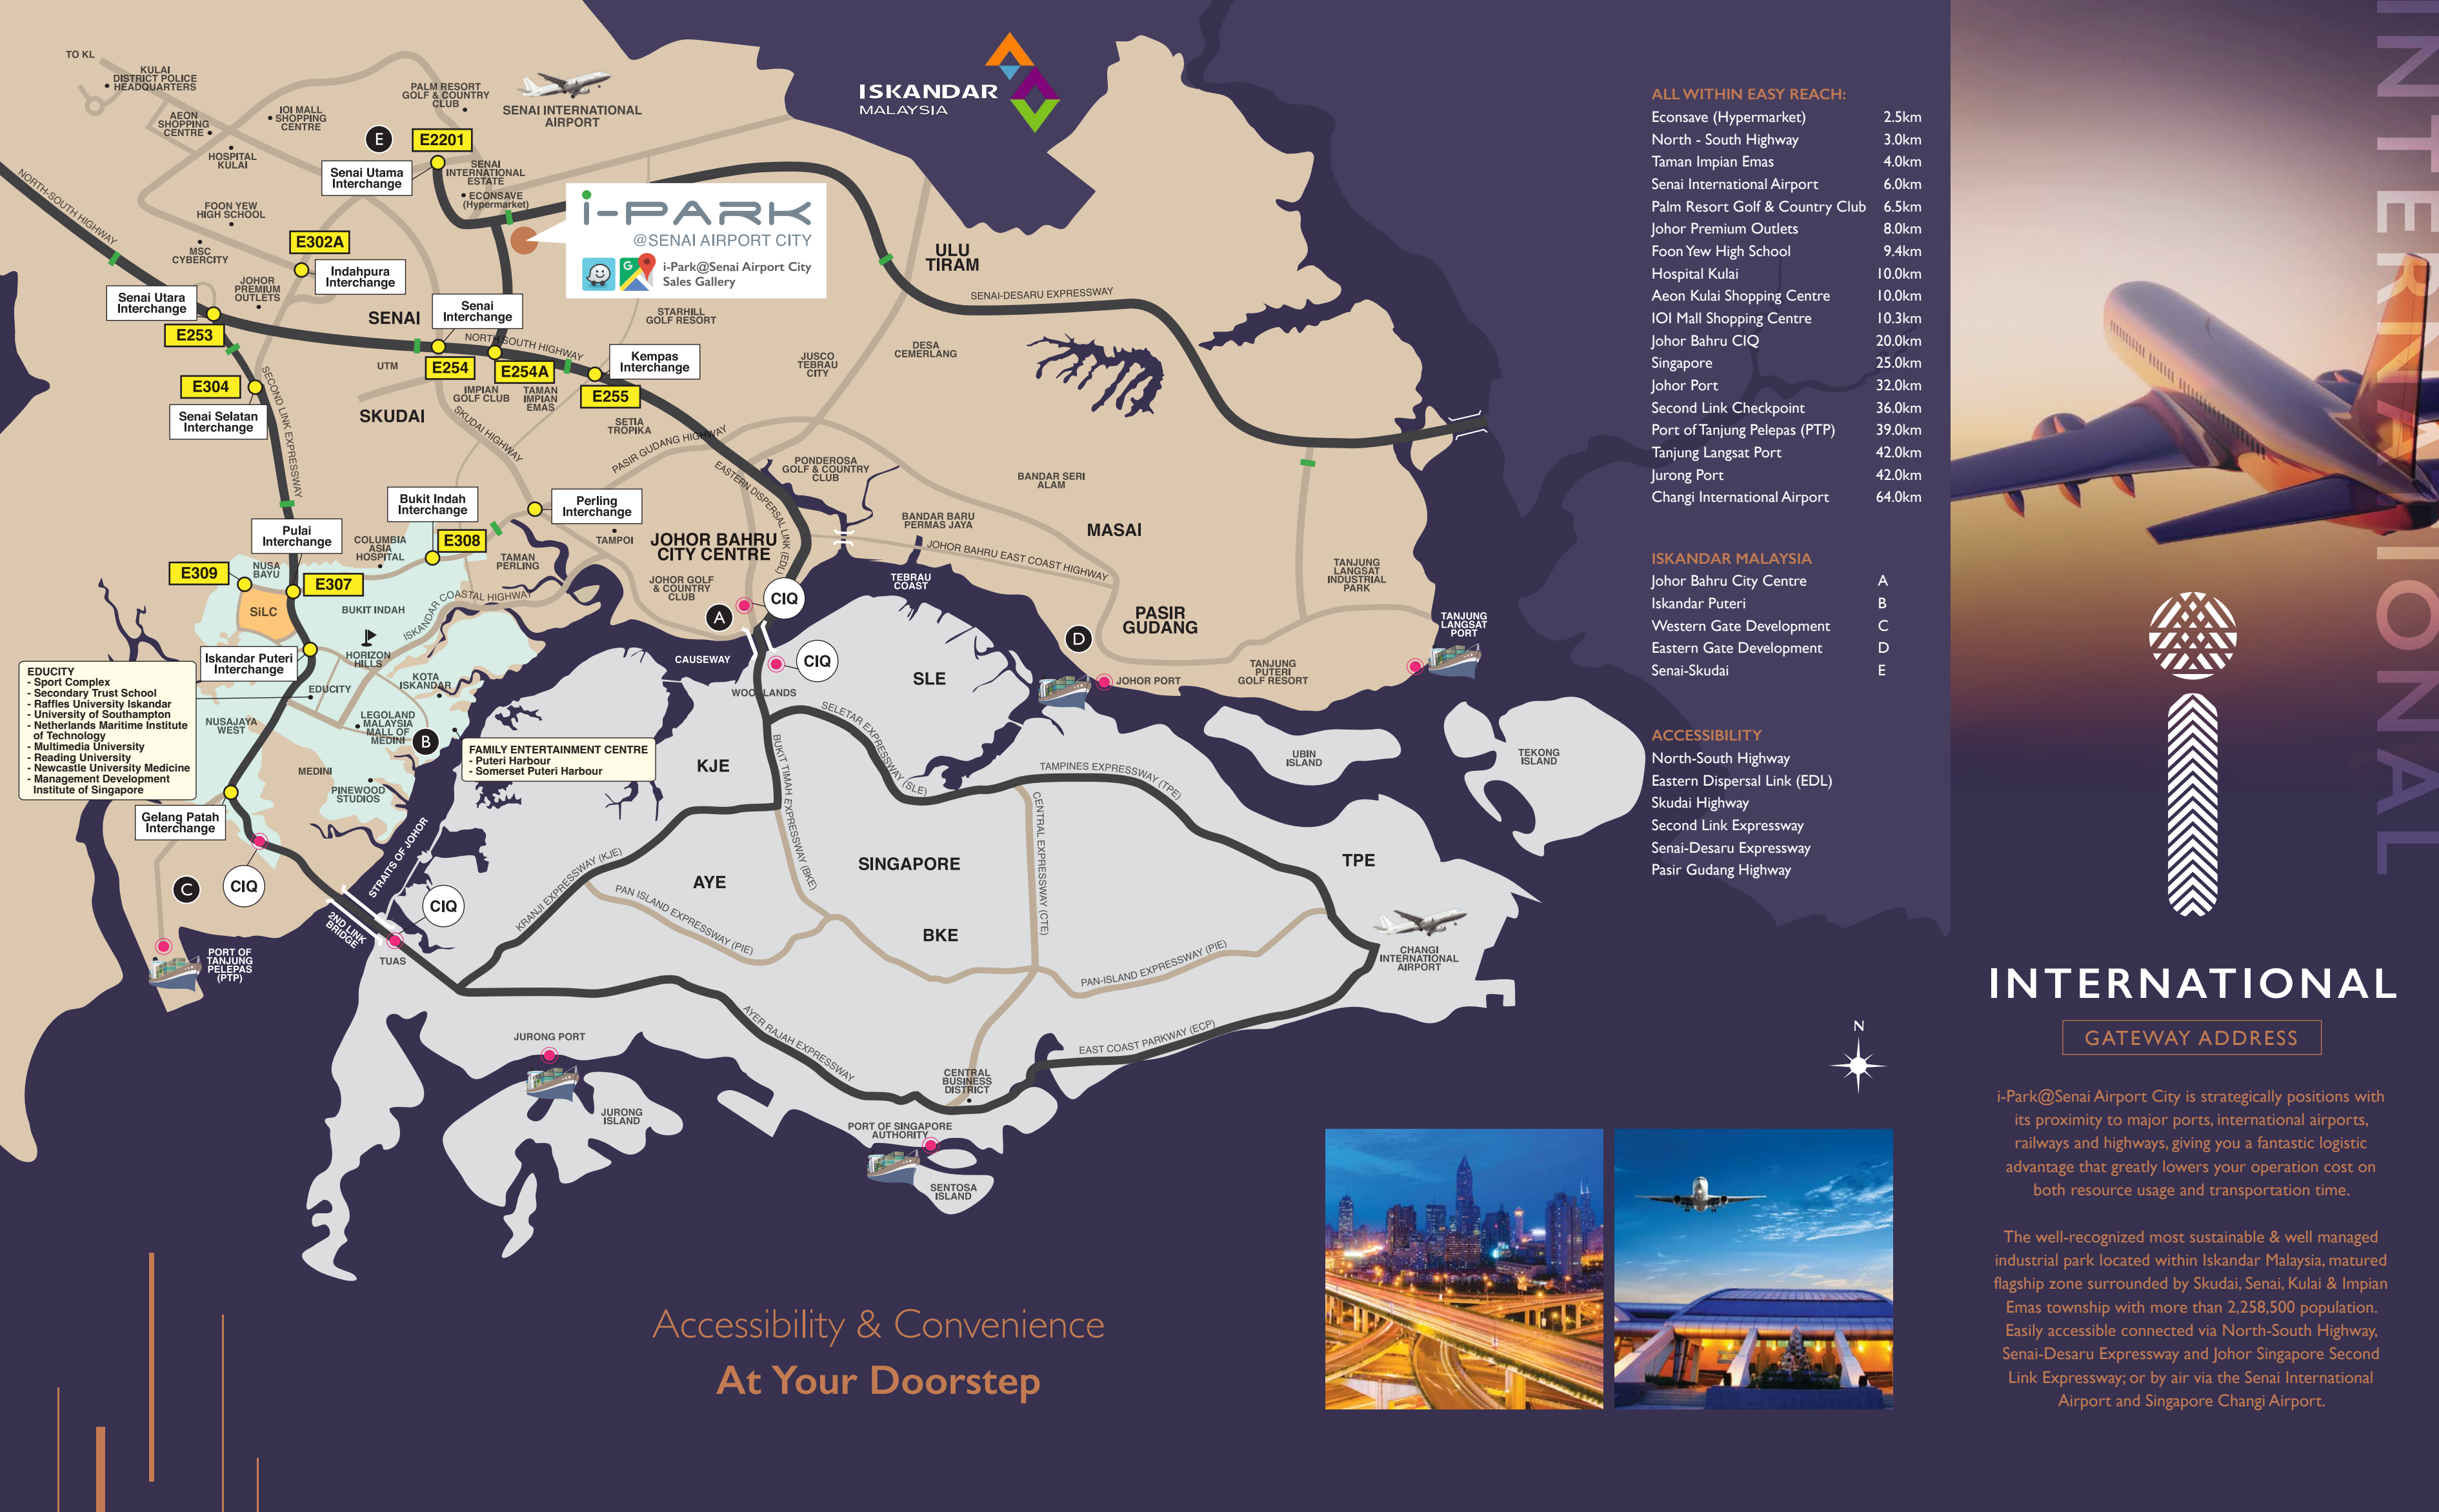 TO KL
KULAI
DISTRICT POLICE
HEADQUARTERS
AEON
SHOPPING
CENTRE
IOI MALL
SHOPPING
CENTRE
HOSPITAL
KULAI
PALM RESORT
GOLF & COUNTRY
CLUB
SENAI INTERNATIONAL
AIRPORT
E
E2201
Senai Utama
Interchange
SENAI
INTERNATIONAL
ESTATE
ECONSAVE
(Hypermarket)
NORTH-SOUTH HIGHWAY
FOON YEW
HIGH SCHOOL
MSC
CYBERCITY
E302A
Indahpura
Interchange
JOHOR
PREMIUM
OUTLETS
Senai Utara
Interchange
E253
i-PARK
@SENAI AIRPORT CITY
G
i-Park@Senai Airport City
Sales Gallery
ISKANDAR
MALAYSIA
ULU
TIRAM
SENAI-DESARU EXPRESSWAY
SENAI
Senai
Interchange
NORTH SOUTH HIGHWAY
STARHILL
GOLF RESORT
UTM
E254
E254A
Kempas
Interchange
E255
JUSCO
TEBRAU
CITY
DESA
CEMERLANG
E304
Senai Selatan
Interchange
SECOND LINK EXPRESSWAY
IMPIAN
GOLF CLUB
TAMAN
IMPIAN
EMAS
SKUDAI
SKUDAI HIGHWAY
SETIA
TROPIKA
PASIR GUDANG HIGHWAY
EASTERN DISPERSAL LINK (EDL)
PONDEROSA
GOLF & COUNTRY
CLUB
BANDAR SERI
ALAM
BANDAR BARU
PERMAS JAYA
MASAI
Bukit Indah
Interchange
Perling
Interchange
Pulai
Interchange
COLUMBIA
ASIA
HOSPITAL
E308
TAMPOI
TAMAN
PERLING
JOHOR BAHRU
CITY CENTRE
JOHOR BAHRU EAST COAST HIGHWAY
TEBRAU
COAST
TANJUNG
LANGSAT
INDUSTRIAL
PARK
E309
NUSA
BAYU
E307
SiLC
BUKIT INDAH
ISKANDAR COASTAL HIGHWAY
JOHOR GOLF
& COUNTRY
CLUB
A
CIQ
CIQ
CAUSEWAY
WOODLANDS
PASIR
GUDANG
D
TANJUNG
LANGSAT
PORT
HORIZON
HILLS
Iskandar Puteri
Interchange
EDUCITY
- Sport Complex
- Secondary Trust School
- Raffles University Iskandar
- University of Southampton
- Netherlands Maritime Institute
of Technology
- Multimedia University
- Reading University
- Newcastle University Medicine
- Management Development
Institute of Singapore
EDUCITY
KOTA
ISKANDAR
NUSAJAYA
WEST
LEGOLAND
MALAYSIA
MALL OF
MEDINI
B
FAMILY ENTERTAINMENT CENTRE
- Puteri Harbour
- Somerset Puteri Harbour
MEDINI
PINEWOOD
STUDIOS
Gelang Patah
Interchange
C
CIQ
STRAITS OF JOHOR
2ND LINK
BRIDGE
CIQ
TUAS
PORT OF
TANJUNG
PELEPAS
(PTP)
JOHOR PORT
TANJUNG
PUTERI
GOLF RESORT
SLE
SELETAR EXPRESSWAY (SLE)
KJE
BUKIT TIMAH EXPRESSWAY (BKE)
TAMPINES EXPRESSWAY (TPE)
CENTRAL EXPRESSWAY (CTE)
UBIN
ISLAND
TEKONG
ISLAND
KRANJI EXPRESSWAY (KJE)
AYE
SINGAPORE
TPE
PAN ISLAND EXPRESSWAY (PIE)
BKE
PAN-ISLAND EXPRESSWAY (PIE)
CHANGI
INTERNATIONAL
AIRPORT
AYER RAJAH EXPRESSWAY
EAST COAST PARKWAY (ECP)
JURONG PORT
JURONG
ISLAND
CENTRAL
BUSINESS
DISTRICT
PORT OF SINGAPORE
AUTHORITY
SENTOSA
ISLAND
Accessibility & Convenience
At Your Doorstep
ALL WITHIN EASY REACH:
Econsave (Hypermarket) 2.5km
North - South Highway 3.0km
Taman Impian Emas 4.0km
Senai International Airport 6.0km
Palm Resort Golf & Country Club 6.5km
Johor Premium Outlets 8.0km
Foon Yew High School 9.4km
Hospital Kulai 10.0km
Aeon Kulai Shopping Centre 10.0km
IOI Mall Shopping Centre 10.3km
Johor Bahru CIQ 20.0km
Singapore 25.0km
Johor Port 32.0km
Second Link Checkpoint 36.0km
Port of Tanjung Pelepas (PTP) 39.0km
Tanjung Langsat Port 42.0km
Jurong Port 42.0km
Changi International Airport 64.0km
ISKANDAR MALAYSIA
Johor Bahru City Centre A
Iskandar Puteri B
Western Gate Development C
Eastern Gate Development D
Senai-Skudai E
ACCESSIBILITY
North-South Highway
Eastern Dispersal Link (EDL)
Skudai Highway
Second Link Expressway
Senai-Desaru Expressway
Pasir Gudang Highway
N
INTERNATIONAL
INTERNATIONAL
GATEWAY ADDRESS
i-Park@Senai Airport City is strategically positions with
its proximity to major ports, international airports,
railways and highways, giving you a fantastic logistic
advantage that greatly lowers your operation cost on
both resource usage and transportation time.
The well-recognized most sustainable & well managed
industrial park located within Iskandar Malaysia, matured
flagship zone surrounded by Skudai, Senai, Kulai & Impian
Emas township with more than 2,258,500 population.
Easily accessible connected via North-South Highway,
Senai-Desaru Expressway and Johor Singapore Second
Link Expressway; or by air via the Senai International
Airport and Singapore Changi Airport.